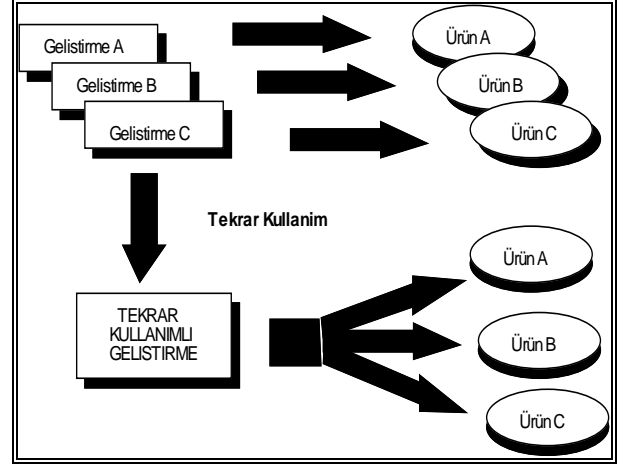 Gelistirme A
Ürün A
Gelistirme B
Ürün B
Gelistirme C
Ürün C
Tekrar Kullanim
Ürün A
TEKRAR
KULLANIMLI
GELISTIRME
Ürün B
Ürün C